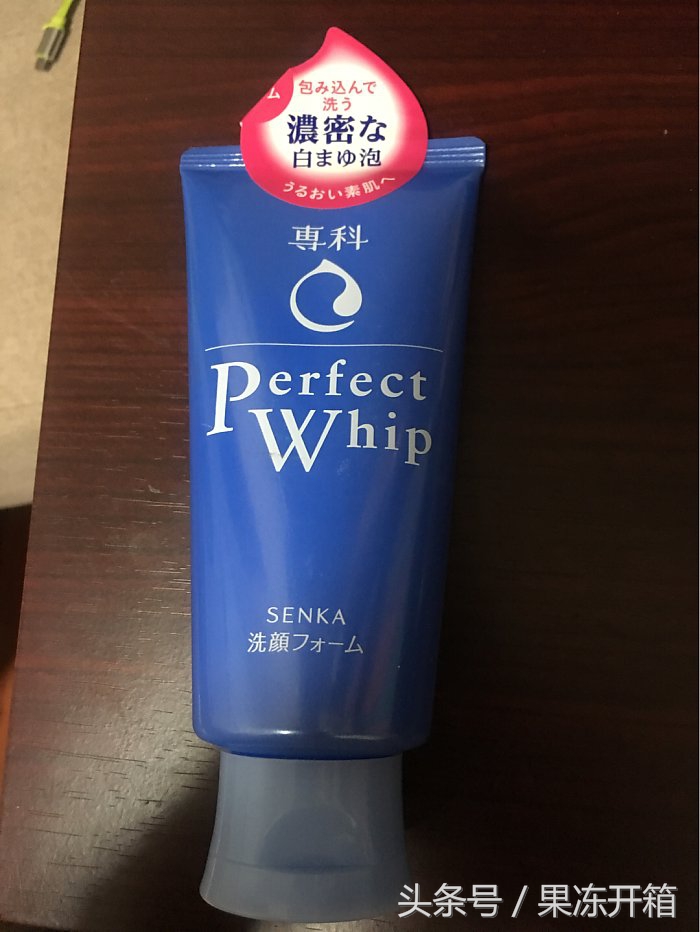 包み込んで
洗う
濃密な
白まゆ泡
うるおい素肌へ
専科
Perfect
Whip
SENKA
洗顔フォーム
头条号 / 果冻开箱